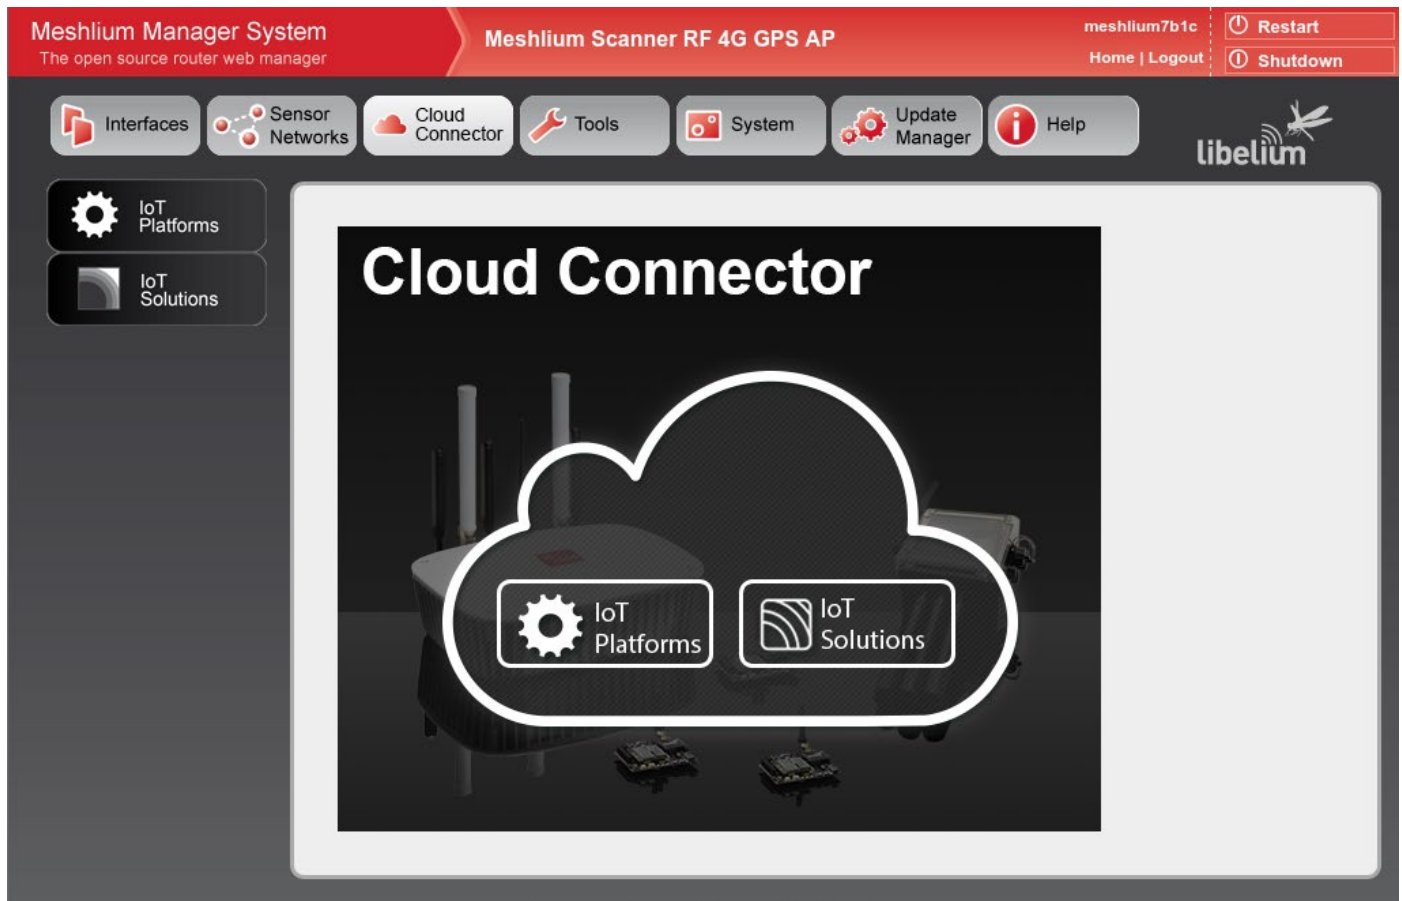 Meshlium Manager System
The open source router web manager
Meshlium Scanner RF 4G GPS AP
meshlium7b1c
Home | Logout
Restart
Shutdown
Interfaces
Sensor
Networks
Cloud
Connector
Tools
System
Update
Manager
Help
libelium
IoT
Platforms
IoT
Solutions
Cloud Connector
IoT
Platforms
IoT
Solutions